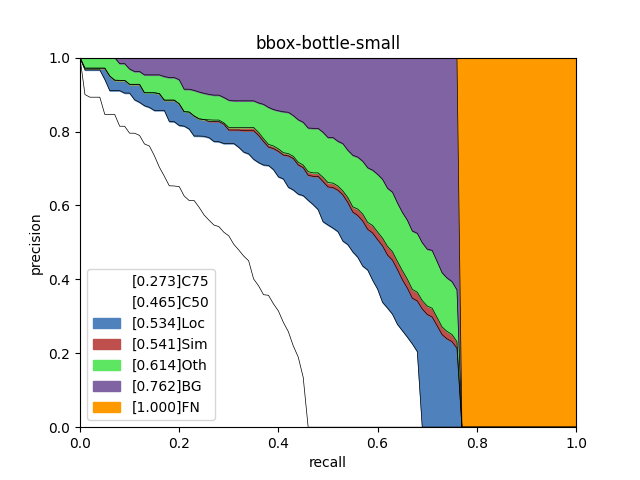 bbox-bottle-small
precision
1.0
0.8
0.6
0.4
0.2
0.0
[0.273]C75
[0.465]C50
[0.534]Loc
[0.541]Sim
[0.614]Oth
[0.762]BG
[1.000]FN
0.0 0.2 0.4 0.6 0.8 1.0
recall